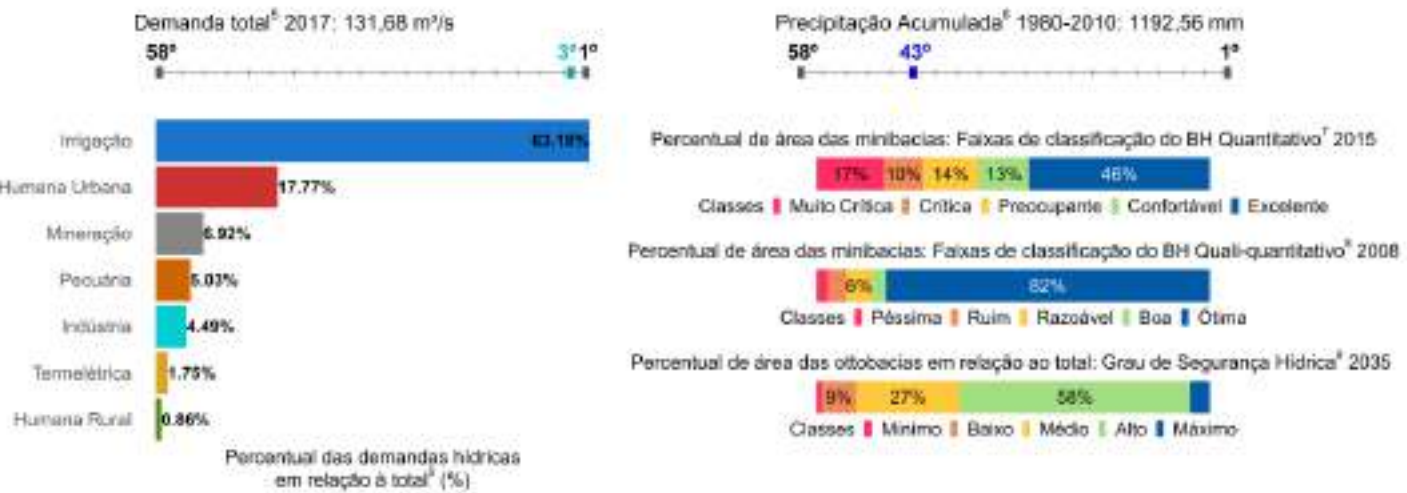 Demanda total⁵ 2017: 131,68 m³/s
58º 3º 1º
Irrigação 63.18%
Humana Urbana 17.77%
Mineração 6.92%
Pecuária 5.03%
Indústria 4.49%
Termelétrica 1.75%
Humana Rural 0.86%
Percentual das demandas hídricas
em relação à total⁵ (%)
Precipitação Acumulada⁶ 1980-2010: 1192,56 mm
58º 43º 1º
Percentual de área das minibacias: Faixas de classificação do BH Quantitativo⁷ 2015
17% 10% 14% 13% 46%
Classes Muito Crítica Crítica Preocupante Confortável Excelente
Percentual de área das minibacias: Faixas de classificação do BH Quali-quantitativo⁸ 2008
6% 82%
Classes Péssima Ruim Razoável Boa Ótima
Percentual de área das ottobacias em relação ao total: Grau de Segurança Hídrica 2035
9% 27% 58%
Classes Mínimo Baixo Médio Alto Máximo